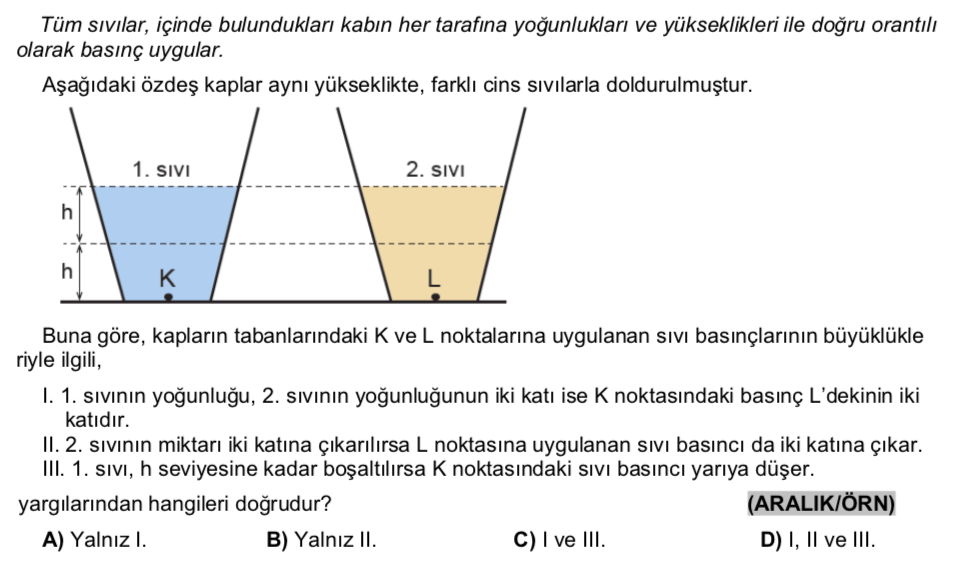 Tüm sıvılar, içinde bulundukları kabın her tarafına yoğunlukları ve yükseklikleri ile doğru orantılı
olarak basınç uygular.
Aşağıdaki özdeş kaplar aynı yükseklikte, farklı cins sıvılarla doldurulmuştur.
1. sıvı
2. sıvı
h
h
K
L
Buna göre, kapların tabanlarındaki K ve L noktalarına uygulanan sıvı basınçlarının büyüklükle
riyle ilgili,
I. 1. sıvının yoğunluğu, 2. sıvının yoğunluğunun iki katı ise K noktasındaki basınç L'dekinin iki
katıdır.
II. 2. sıvının miktarı iki katına çıkarılırsa L noktasına uygulanan sıvı basıncı da iki katına çıkar.
III. 1. sıvı, h seviyesine kadar boşaltılırsa K noktasındaki sıvı basıncı yarıya düşer.
yargılarından hangileri doğrudur? (ARALIK/ÖRN)
A) Yalnız I. B) Yalnız II. C) I ve III. D) I, II ve III.